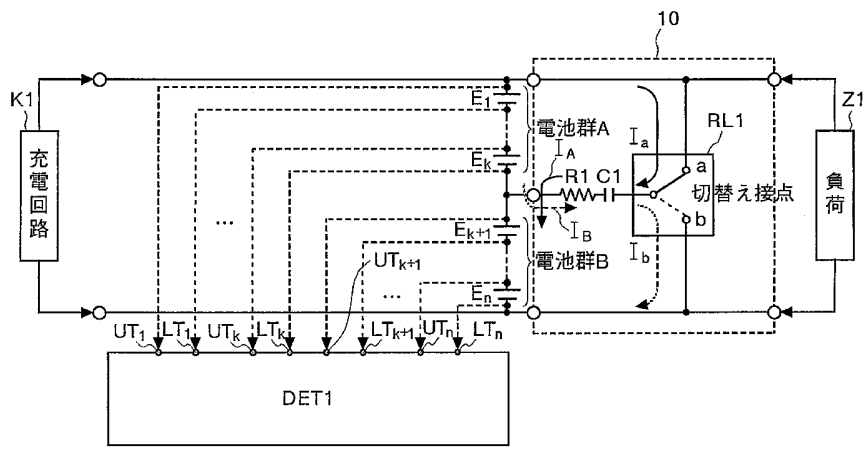 10
K1
充電回路
E1
電池群A
IA
Ek
R1 C1
Ia
RL1
a
切替え接点
b
Z1
負荷
...
IB
Ib
Ek+1
UTk+1
電池群B
...
En
UT1
LT1
UTk
LTk
LTk+1
UTn
LTn
DET1